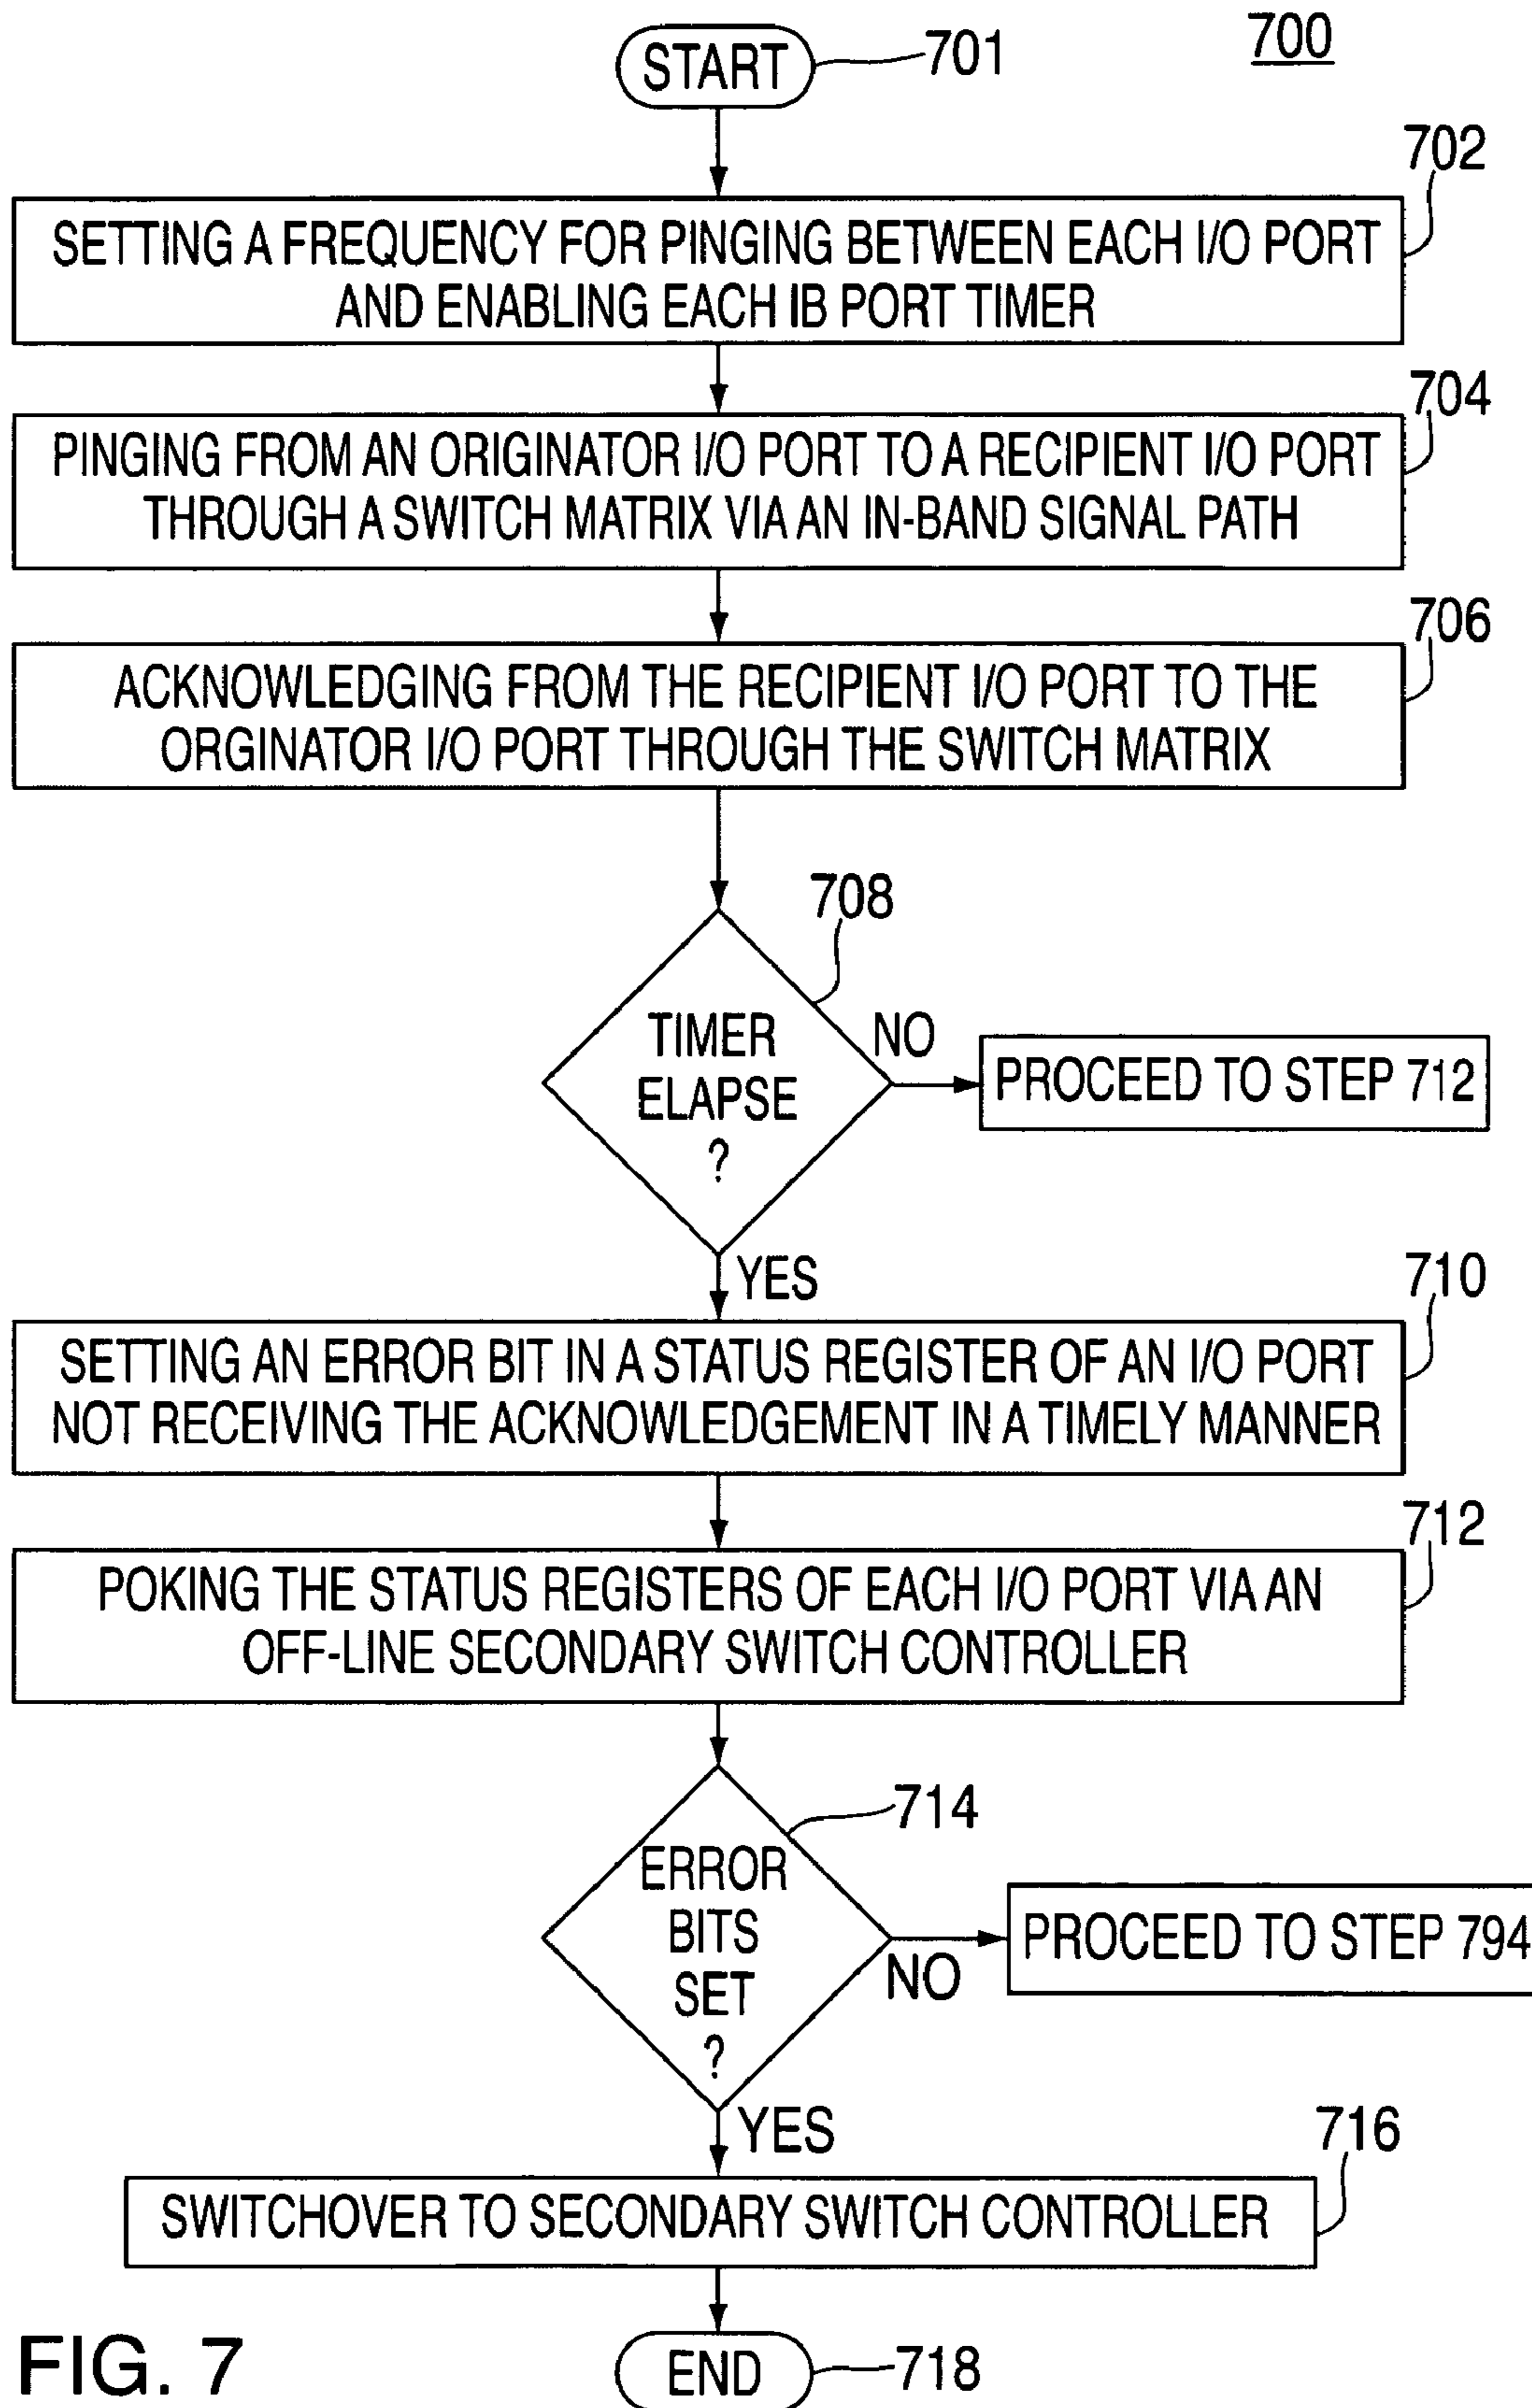 START
701
700
702
SETTING A FREQUENCY FOR PINGING BETWEEN EACH I/O PORT
AND ENABLING EACH IB PORT TIMER
704
PINGING FROM AN ORIGINATOR I/O PORT TO A RECIPIENT I/O PORT
THROUGH A SWITCH MATRIX VIA AN IN-BAND SIGNAL PATH
706
ACKNOWLEDGING FROM THE RECIPIENT I/O PORT TO THE
ORGINATOR I/O PORT THROUGH THE SWITCH MATRIX
708
TIMER
ELAPSE
?
NO
PROCEED TO STEP 712
YES
710
SETTING AN ERROR BIT IN A STATUS REGISTER OF AN I/O PORT
NOT RECEIVING THE ACKNOWLEDGEMENT IN A TIMELY MANNER
712
POKING THE STATUS REGISTERS OF EACH I/O PORT VIA AN
OFF-LINE SECONDARY SWITCH CONTROLLER
714
ERROR
BITS
SET
?
NO
PROCEED TO STEP 794
YES
716
SWITCHOVER TO SECONDARY SWITCH CONTROLLER
END
718
FIG. 7